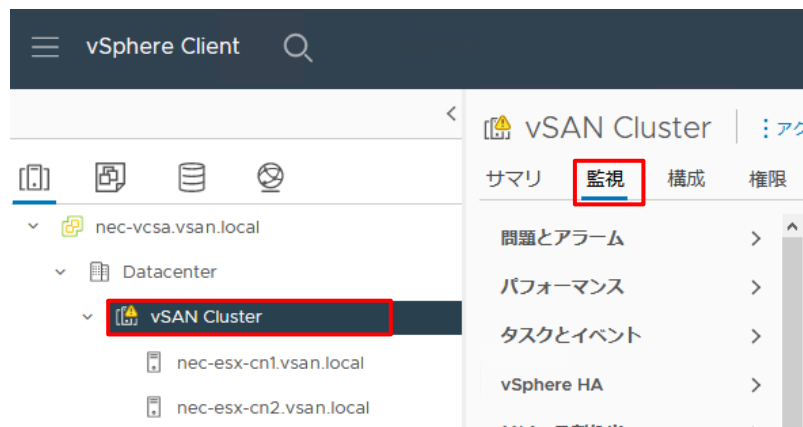 vSphere Client
vSAN Cluster
サマリ 監視 構成 権限
nec-vcsa.vsan.local
Datacenter
vSAN Cluster
nec-esx-cn1.vsan.local
nec-esx-cn2.vsan.local
問題とアラーム
パフォーマンス
タスクとイベント
vSphere HA